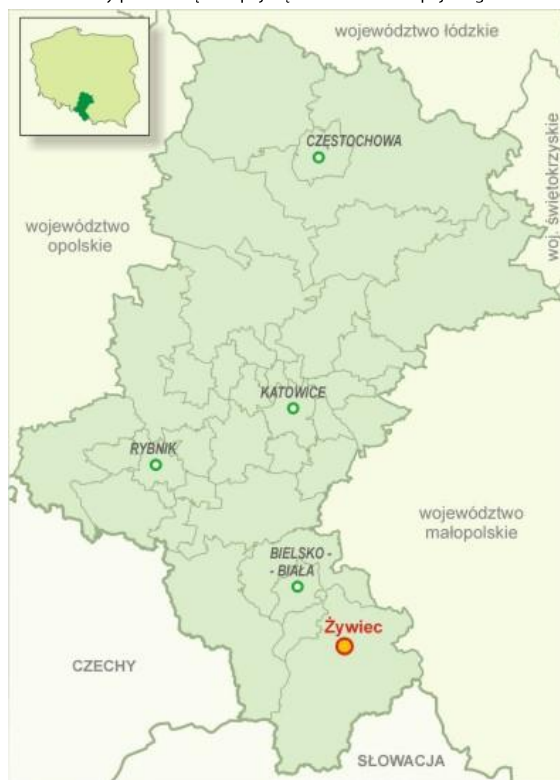 województwo łódzkie
CZĘSTOCHOWA
woj. świętokrzyskie
województwo
opolskie
KATOWICE
RYBNIK
województwo
małopolskie
BIELSKO -
- BIAŁA
Żywiec
CZECHY
SŁOWACJA